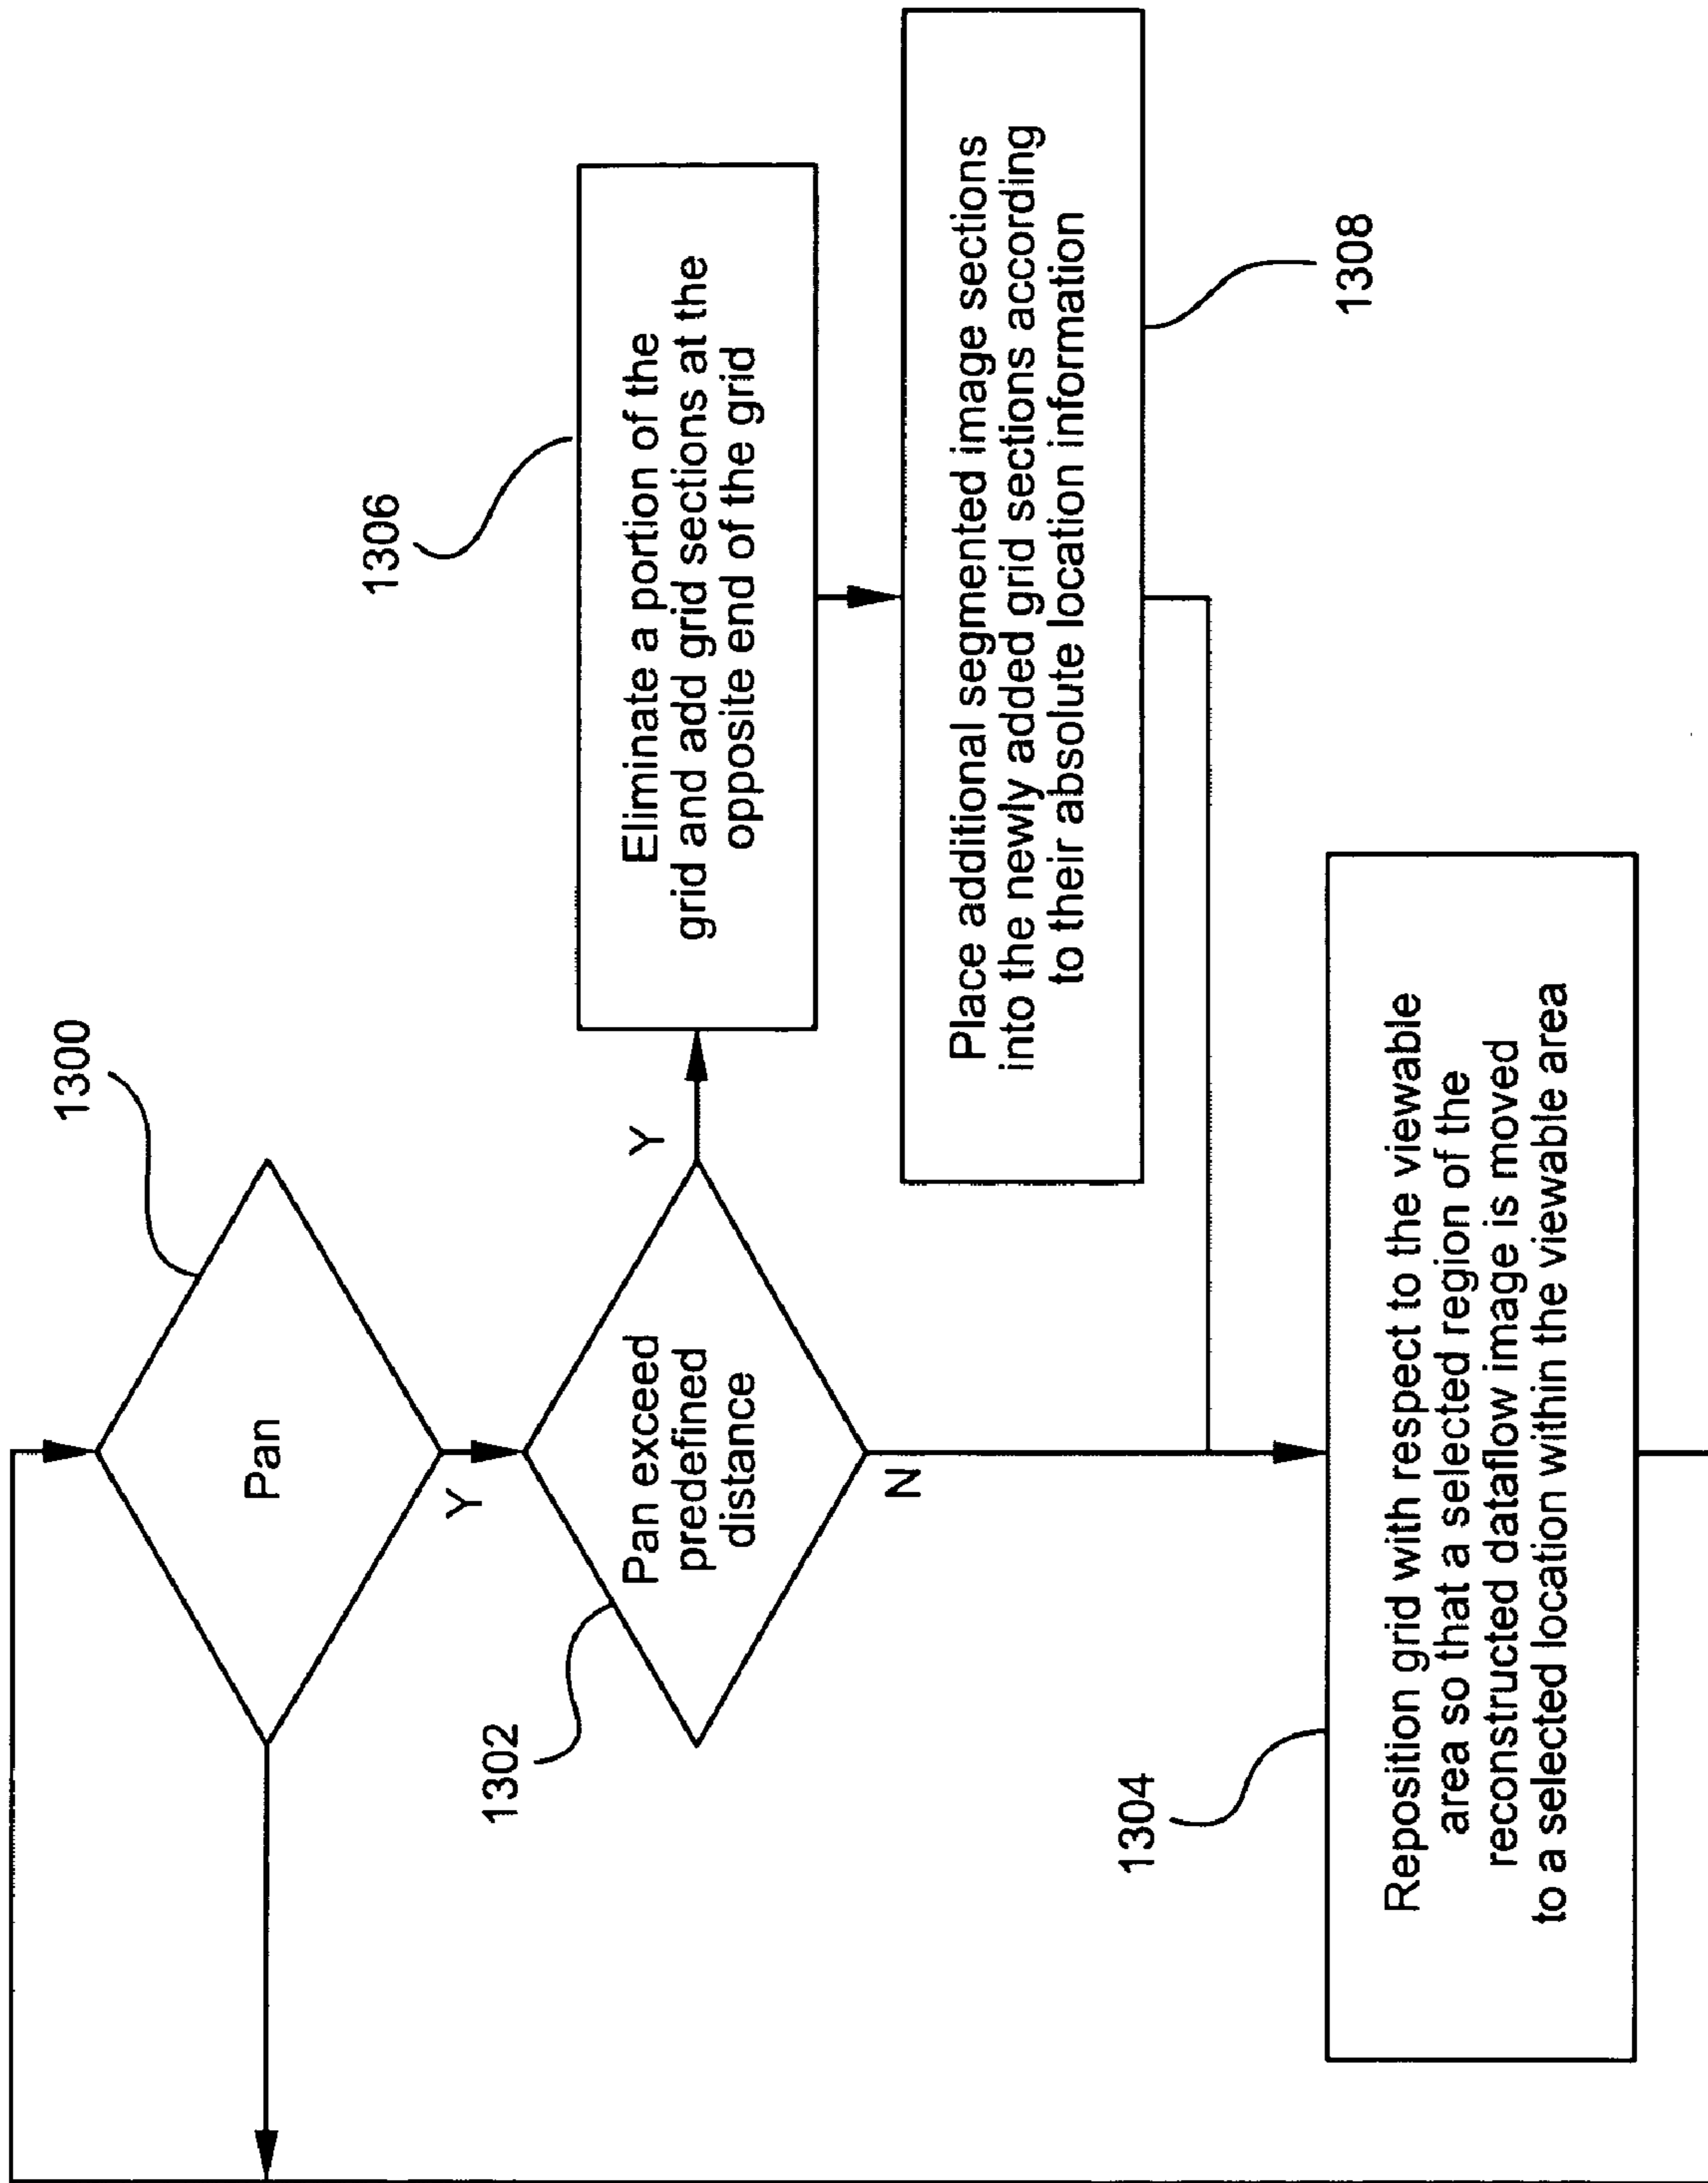 1300
Pan
Y
1302
Pan exceed
predefined
distance
Y
N
1306
Eliminate a portion of the
grid and add grid sections at the
opposite end of the grid
Place additional segmented image sections
into the newly added grid sections according
to their absolute location information
1308
1304
Reposition grid with respect to the viewable
area so that a selected region of the
reconstructed dataflow image is moved
to a selected location within the viewable area